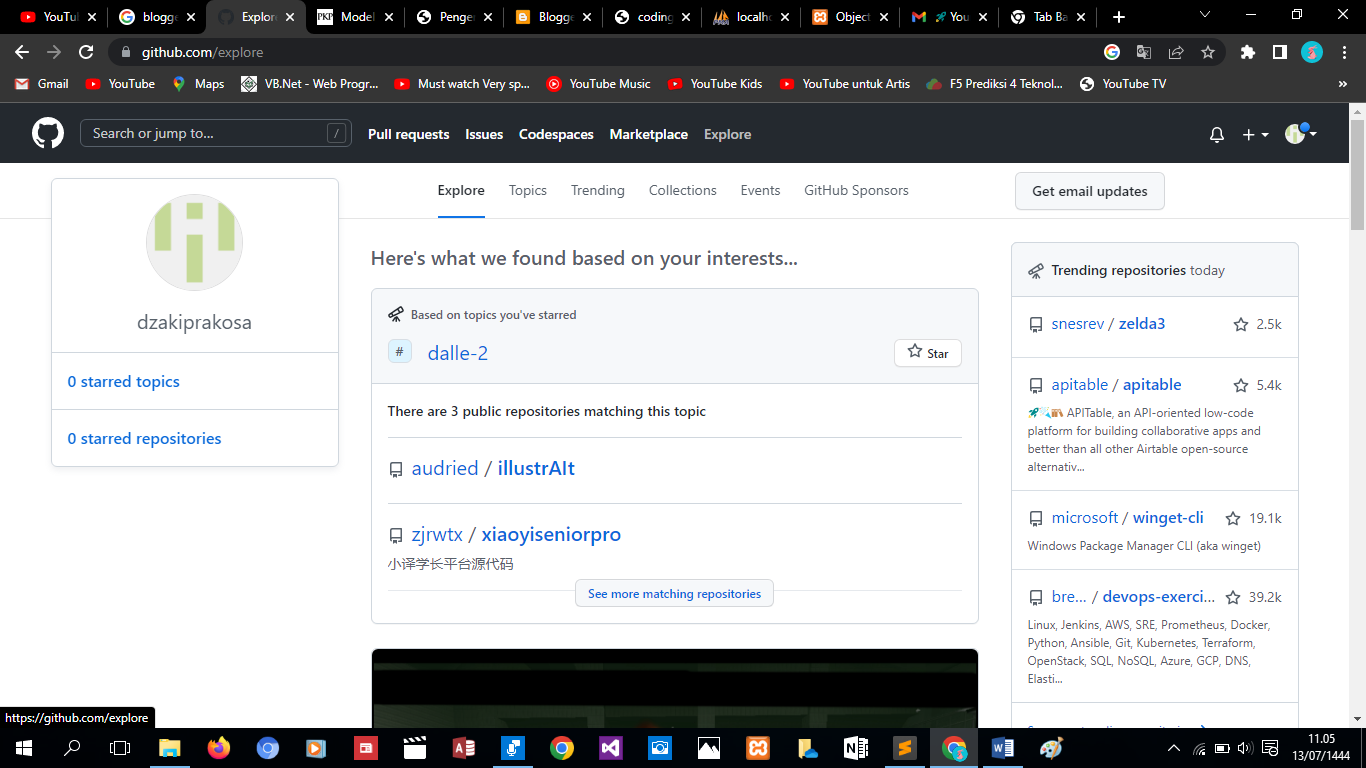 YouTu
blogge
Explore
PKP Model
Penger
Blogge
coding
localho
Object
You
Tab Ba
github.com/explore
Gmail
YouTube
Maps
VB.Net - Web Progr...
Must watch Very sp...
YouTube Music
YouTube Kids
YouTube untuk Artis
F5 Prediksi 4 Teknol...
YouTube TV
»
Search or jump to... /
Pull requests
Issues
Codespaces
Marketplace
Explore
Explore
Topics
Trending
Collections
Events
GitHub Sponsors
Get email updates
dzakiprakosa
0 starred topics
0 starred repositories
Here's what we found based on your interests...
Based on topics you've starred
# dalle-2
Star
There are 3 public repositories matching this topic
audried / illustrAIt
zjrwtx / xiaoyiseniorpro
小译学长平台源代码
See more matching repositories
Trending repositories today
snesrev / zelda3 2.5k
apitable / apitable 5.4k
🚀🎉📚 APITable, an API-oriented low-code
platform for building collaborative apps and
better than all other Airtable open-source
alternativ...
microsoft / winget-cli 19.1k
Windows Package Manager CLI (aka winget)
bre... / devops-exerci... 39.2k
Linux, Jenkins, AWS, SRE, Prometheus, Docker,
Python, Ansible, Git, Kubernetes, Terraform,
OpenStack, SQL, NoSQL, Azure, GCP, DNS,
Elasti...
https://github.com/explore
11.05
13/07/1444